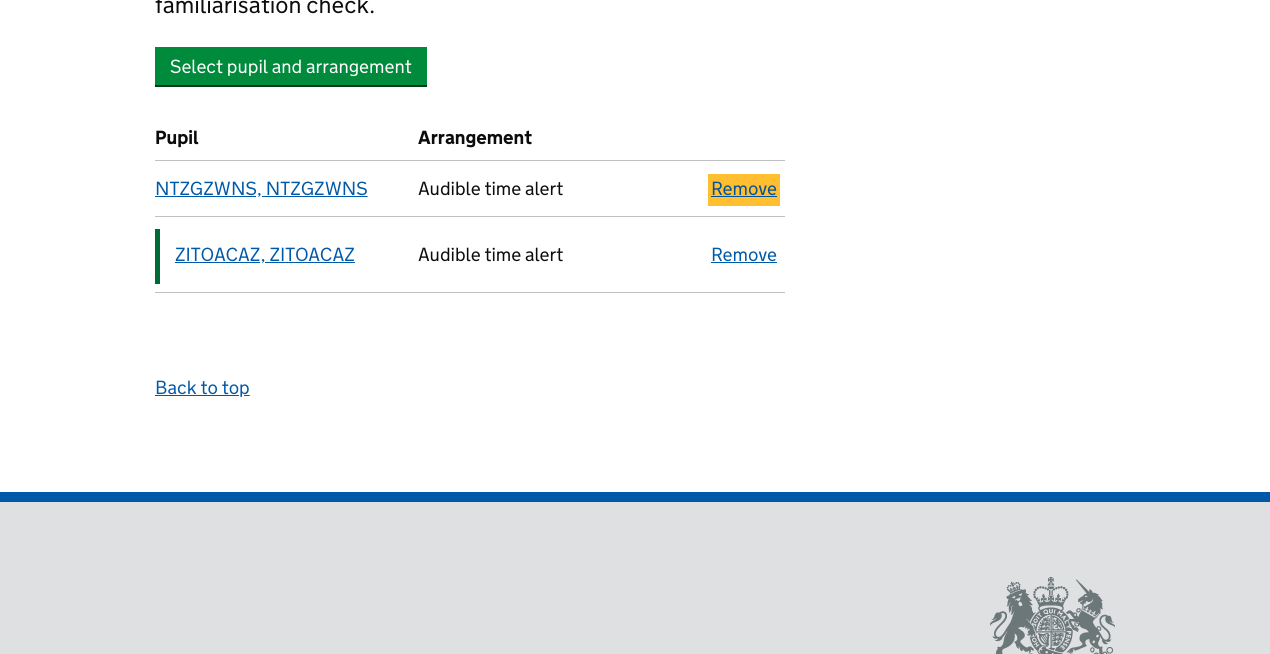 familiarisation check.
Select pupil and arrangement
Pupil Arrangement
NTZGZWNS, NTZGZWNS Audible time alert Remove
ZITOACAZ, ZITOACAZ Audible time alert Remove
Back to top